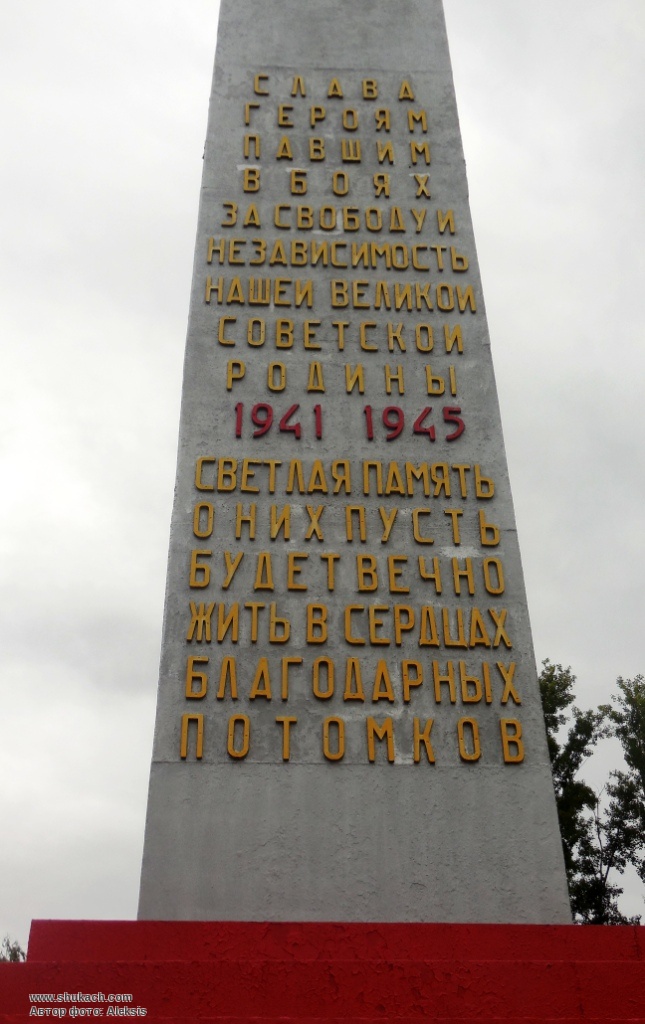 СЛАВА
ГЕРОЯМ
ПАВШИМ
В БОЯХ
ЗА СВОБОДУ И
НЕЗАВИСИМОСТЬ
НАШЕЙ ВЕЛИКОЙ
СОВЕТСКОЙ
РОДИНЫ
1941 1945
СВЕТЛАЯ ПАМЯТЬ
О НИХ ПУСТЬ
БУДЕТ ВЕЧНО
ЖИТЬ В СЕРДЦАХ
БЛАГОДАРНЫХ
ПОТОМКОВ
www.shukach.com
Автор фото: Aleksis